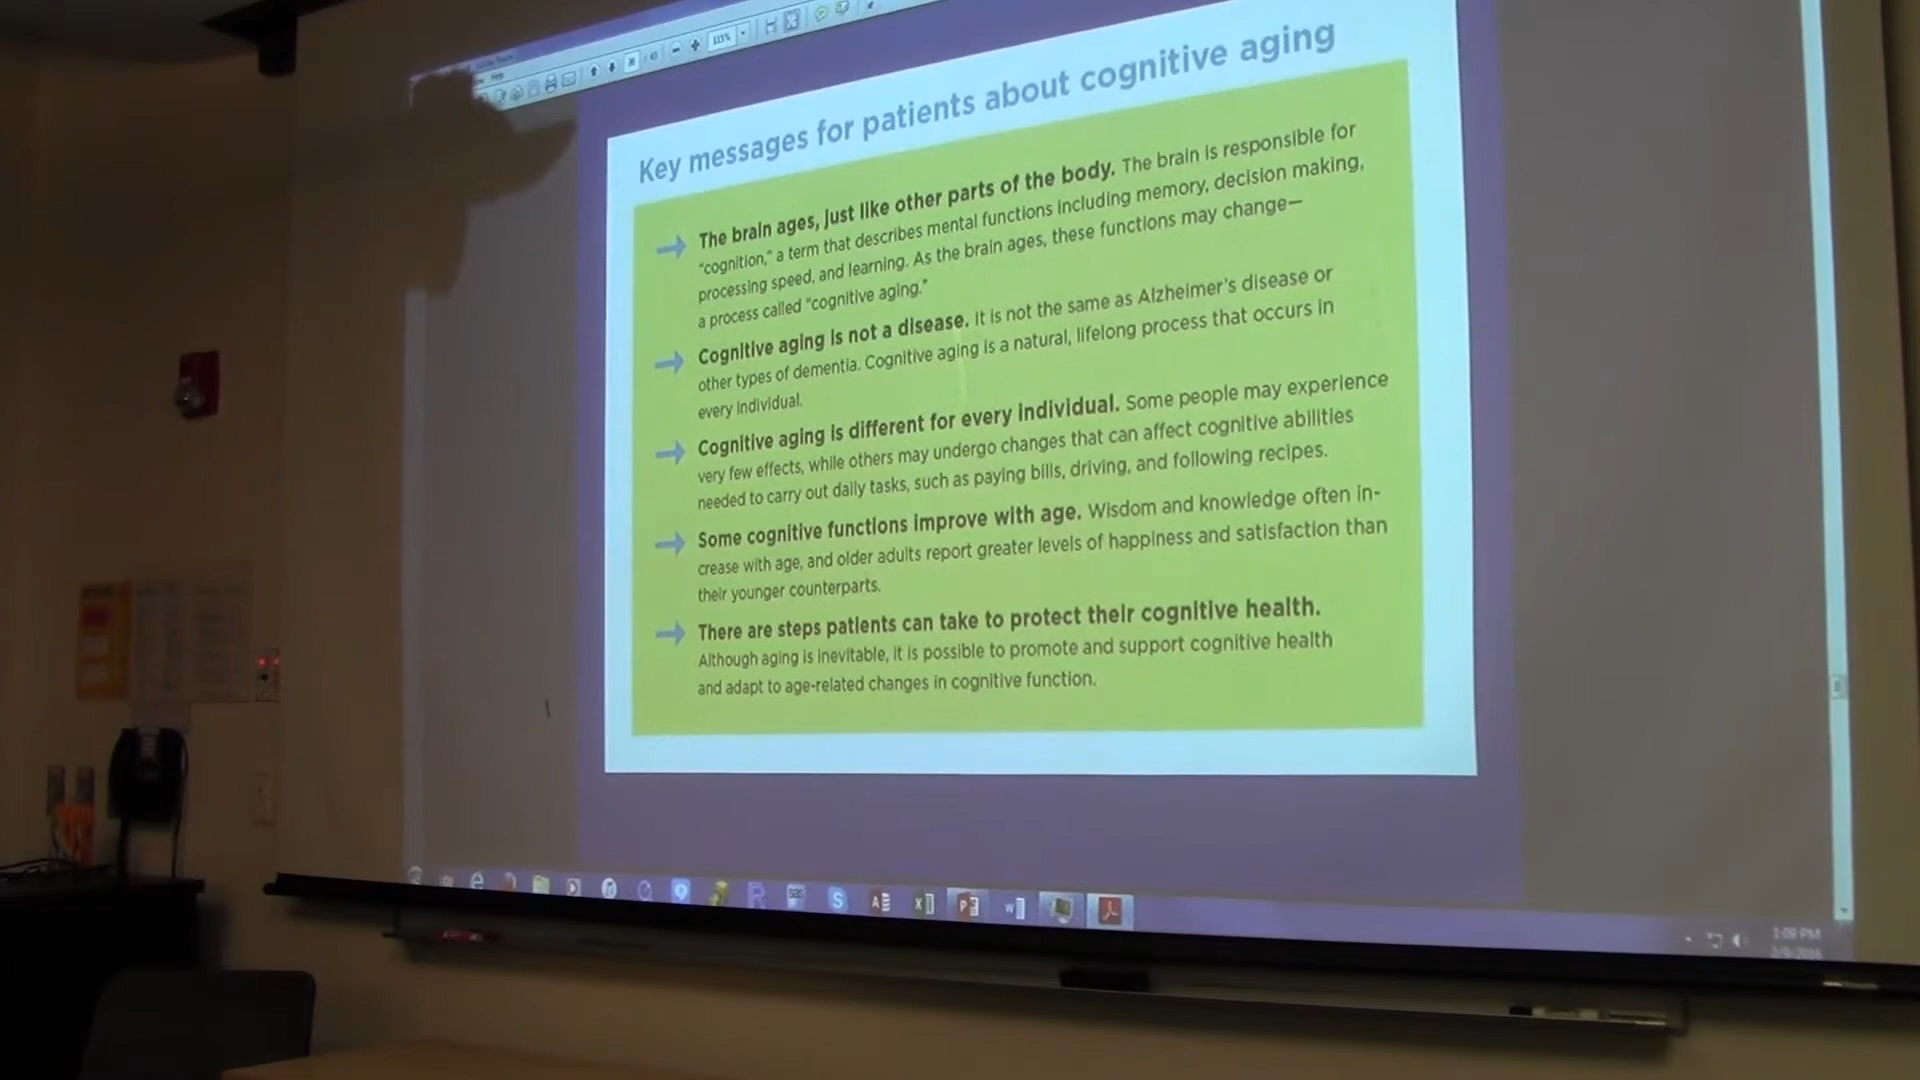 Help
115%
Key messages for patients about cognitive aging
The brain ages, just like other parts of the body. The brain is responsible for
"cognition," a term that describes mental functions including memory, decision making,
processing speed, and learning. As the brain ages, these functions may change—
a process called "cognitive aging."
Cognitive aging is not a disease. It is not the same as Alzheimer's disease or
other types of dementia. Cognitive aging is a natural, lifelong process that occurs in
every individual.
Cognitive aging is different for every individual. Some people may experience
very few effects, while others may undergo changes that can affect cognitive abilities
needed to carry out daily tasks, such as paying bills, driving, and following recipes.
Some cognitive functions improve with age. Wisdom and knowledge often in-
crease with age, and older adults report greater levels of happiness and satisfaction than
their younger counterparts.
There are steps patients can take to protect their cognitive health.
Although aging is inevitable, it is possible to promote and support cognitive health
and adapt to age-related changes in cognitive function.
1:09 PM